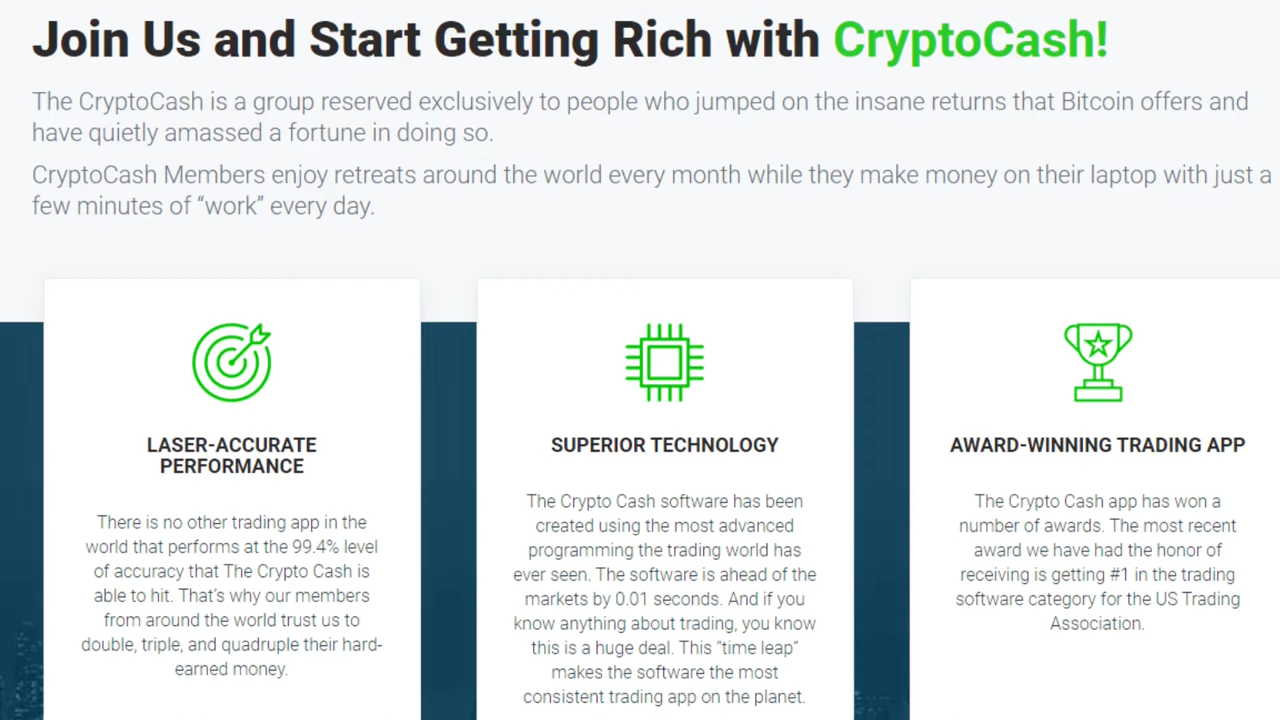 Join Us and Start Getting Rich with CryptoCash!
The CryptoCash is a group reserved exclusively to people who jumped on the insane returns that Bitcoin offers and
have quietly amassed a fortune in doing so.
CryptoCash Members enjoy retreats around the world every month while they make money on their laptop with just a
few minutes of “work” every day.
LASER-ACCURATE
PERFORMANCE
There is no other trading app in the
world that performs at the 99.4% level
of accuracy that The Crypto Cash is
able to hit. That’s why our members
from around the world trust us to
double, triple, and quadruple their hard-
earned money.
SUPERIOR TECHNOLOGY
The Crypto Cash software has been
created using the most advanced
programming the trading world has
ever seen. The software is ahead of the
markets by 0.01 seconds. And if you
know anything about trading, you know
this is a huge deal. This “time leap”
makes the software the most
consistent trading app on the planet.
AWARD-WINNING TRADING APP
The Crypto Cash app has won a
number of awards. The most recent
award we have had the honor of
receiving is getting #1 in the trading
software category for the US Trading
Association.